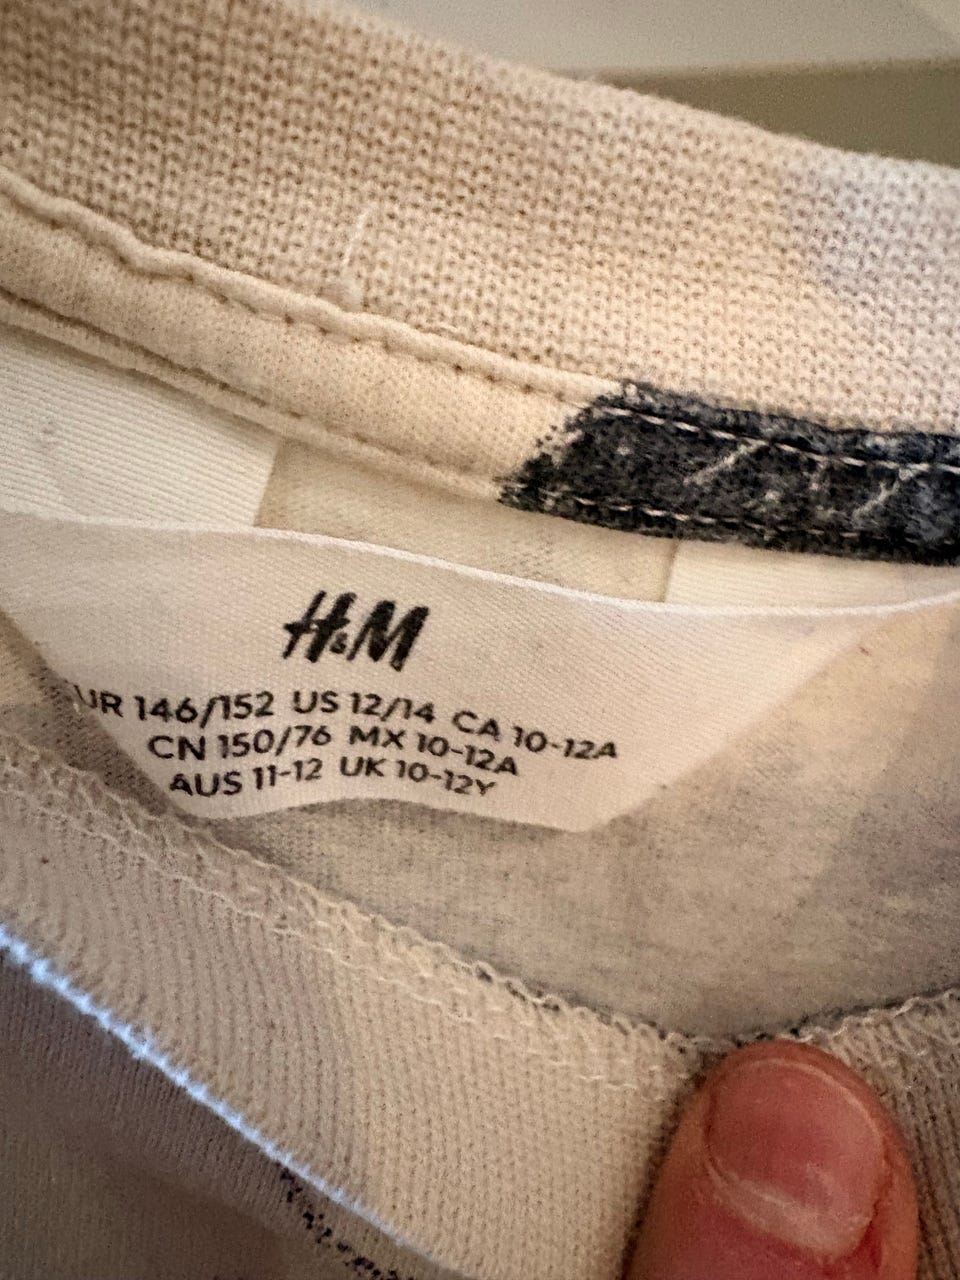 H&M
EUR 146/152 US 12/14 CA 10-12A
CN 150/76 MX 10-12A
AUS 11-12 UK 10-12Y